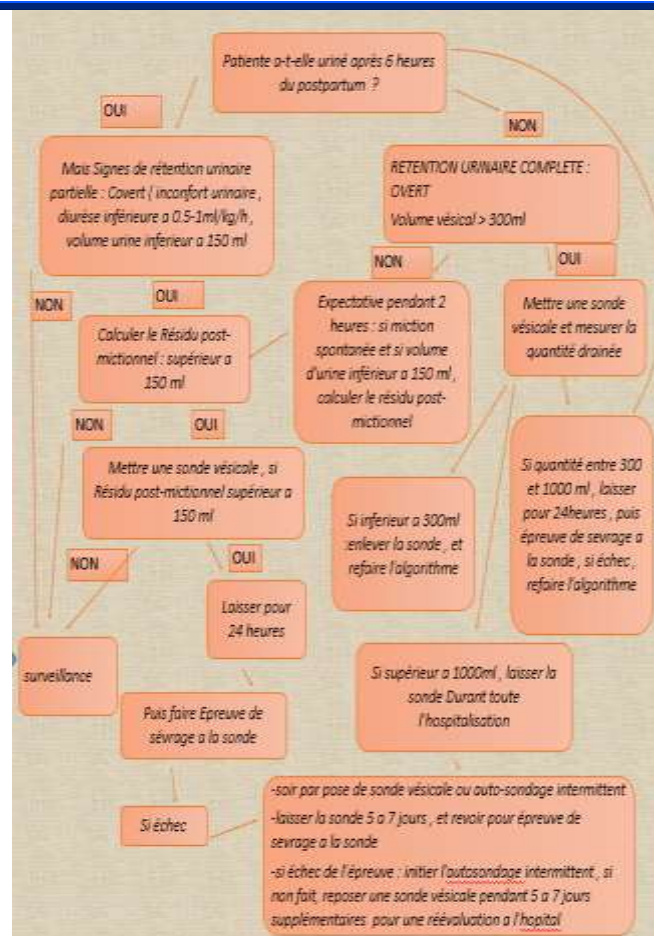 Patiente a-t-elle uriné après 6 heures
du postpartum ?
OUI
NON
Mais Signes de rétention urinaire
partielle : Covert ( inconfort urinaire ,
diurèse inférieure a 0.5-1ml/kg/h ,
volume urine inferieur a 150 ml
RETENTION URINAIRE COMPLETE :
OVERT
Volume vésical > 300ml
NON
OUI
NON
OUI
Calculer le Résidu post-
mictionnel : supérieur a
150 ml
Expectative pendant 2
heures : si miction
spontanée et si volume
d'urine inférieur a 150 ml ,
calculer le résidu post-
mictionnel
Mettre une sonde
vésicale et mesurer la
quantité drainée
NON
OUI
Mettre une sonde vésicale , si
Résidu post-mictionnel supérieur a
150 ml
Si inferieur a 300ml
:enlever la sonde , et
refaire l'algorithme
Si quantité entre 300
et 1000 ml , laisser
pour 24heures , puis
épreuve de sevrage a
la sonde , si échec ,
refaire l'algorithme
NON
OUI
Laisser pour
24 heures
surveillance
Puis faire Epreuve de
sévrage a la sonde
Si supérieur a 1000ml , laisser la
sonde Durant toute
l'hospitalisation
Si échec
-soir par pose de sonde vésicale ou auto-sondage intermittent
-laisser la sonde 5 a 7 jours , et revoir pour épreuve de
sevrage a la sonde
-si échec de l'épreuve : initier l'autosondage intermittent , si
non fait, reposer une sonde vésicale pendant 5 a 7 jours
supplémentaires pour une réévaluation a l'hopital